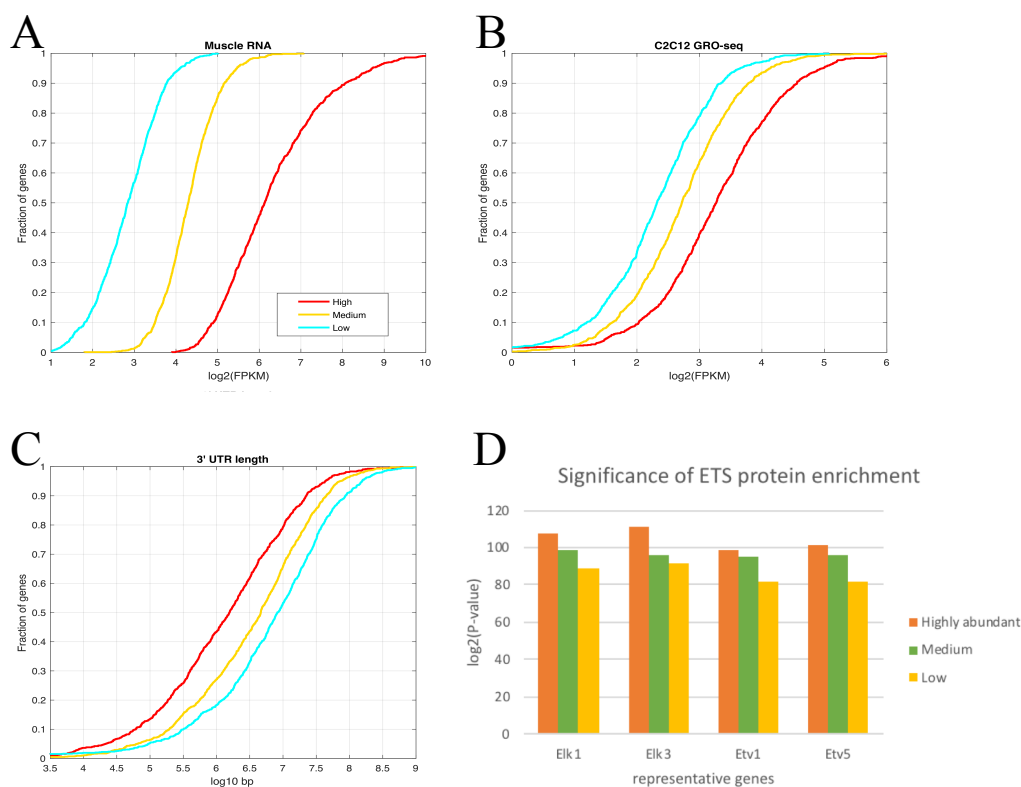 A
Muscle RNA
Fraction of genes
1
0.9
0.8
0.7
0.6
0.5
0.4
0.3
0.2
0.1
0
High
Medium
Low
1 2 3 4 5 6 7 8 9 10
log2(FPKM)
B
C2C12 GRO-seq
Fraction of genes
1
0.9
0.8
0.7
0.6
0.5
0.4
0.3
0.2
0.1
0
0 1 2 3 4 5 6
log2(FPKM)
C
3' UTR length
Fraction of genes
1
0.9
0.8
0.7
0.6
0.5
0.4
0.3
0.2
0.1
0
3.5 4 4.5 5 5.5 6 6.5 7 7.5 8 8.5 9
log10 bp
D
Significance of ETS protein enrichment
log2(P-value)
120
100
80
60
40
20
0
Elk1 Elk3 Etv1 Etv5
representative genes
Highly abundant
Medium
Low